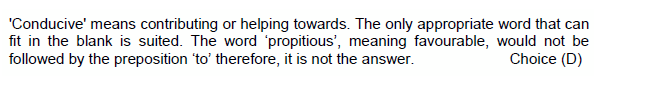 'Conducive' means contributing or helping towards. The only appropriate word that can
fit in the blank is suited. The word ‘propitious’, meaning favourable, would not be
followed by the preposition ‘to’ therefore, it is not the answer. Choice (D)